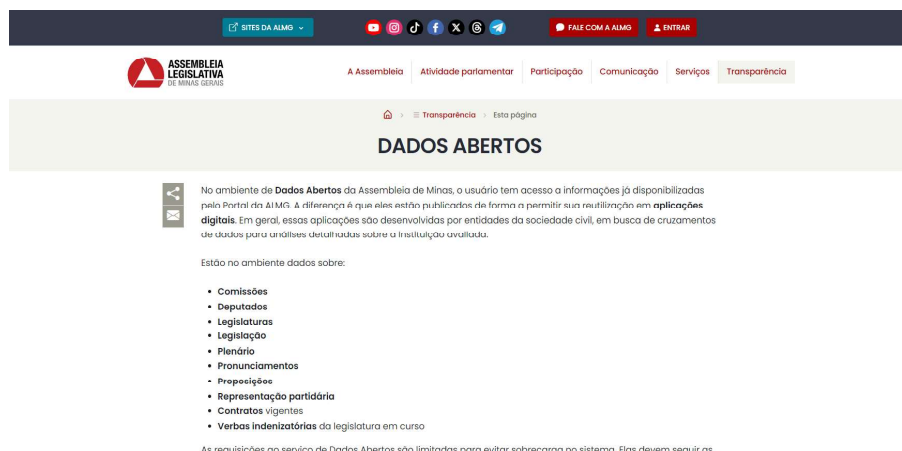 SITES DA ALMG
FALE COM A ALMG
ENTRAR
ASSEMBLEIA
LEGISLATIVA
DE MINAS GERAIS
A Assembleia
Atividade parlamentar
Participação
Comunicação
Serviços
Transparência
Transparência
Esta página
DADOS ABERTOS
No ambiente de Dados Abertos da Assembleia de Minas, o usuário tem acesso a informações já disponibilizadas
pelo Portal da ALMG. A diferença é que eles estão publicados de forma a permitir sua reutilização em aplicações
digitais. Em geral, essas aplicações são desenvolvidas por entidades da sociedade civil, em busca de cruzamentos
de dados para análises detalhadas sobre a Instituição avaliada.
Estão no ambiente dados sobre:
• Comissões
• Deputados
• Legislaturas
• Legislação
• Plenário
• Pronunciamentos
• Proposições
• Representação partidária
• Contratos vigentes
• Verbas indenizatórias da legislatura em curso
As requisições ao serviço de Dados Abertos são limitadas para evitar sobrecarga no sistema. Elas devem seguir as